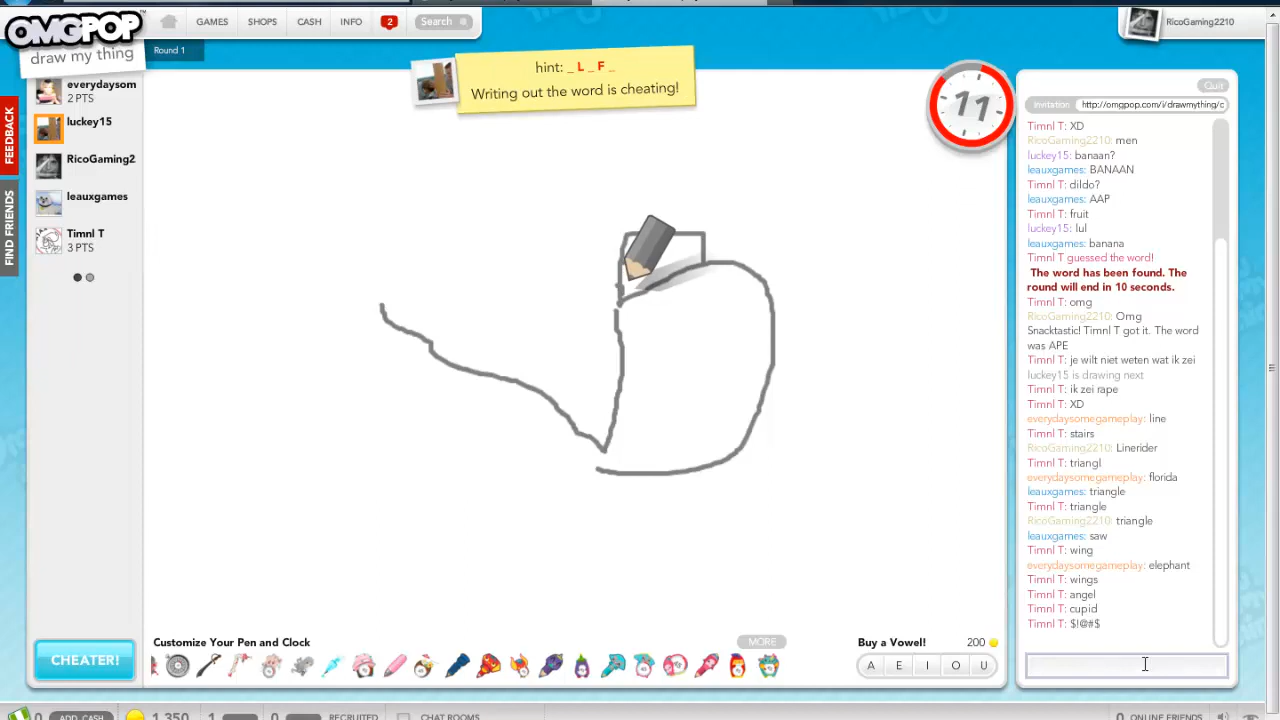 OMGPOP
draw my thing
GAMES
SHOPS
CASH
INFO
2
Search
RicoGaming2210
Round 1
FEEDBACK
FIND FRIENDS
everydaysom
2 PTS
luckey15
RicoGaming2
leauxgames
Timnl T
3 PTS
CHEATER!
hint: _ L _ F _
Writing out the word is cheating!
11
Quit
Invitation http://omgpop.com/i/drawmything/c
Timnl T: XD
RicoGaming2210: men
luckey15: banaan?
leauxgames: BANAAN
Timnl T: dildo?
leauxgames: AAP
Timnl T: fruit
luckey15: lul
leauxgames: banana
Timnl T guessed the word!
The word has been found. The
round will end in 10 seconds.
Timnl T: omg
RicoGaming2210: Omg
Snacktastic! Timnl T got it. The word
was APE
Timnl T: je wilt niet weten wat ik zei
luckey15 is drawing next
Timnl T: ik zei rape
Timnl T: XD
everydaysomegameplay: line
Timnl T: stairs
RicoGaming2210: Linerider
Timnl T: triangl
everydaysomegameplay: florida
leauxgames: triangle
Timnl T: triangle
RicoGaming2210: triangle
leauxgames: saw
Timnl T: wing
everydaysomegameplay: elephant
Timnl T: wings
Timnl T: angel
Timnl T: cupid
Timnl T: $!@#$
Customize Your Pen and Clock
MORE
Buy a Vowel!
200
A E I O U
0
ADD CASH
1,350
1
0 RECRUITED
CHAT ROOMS
0 ONLINE FRIENDS